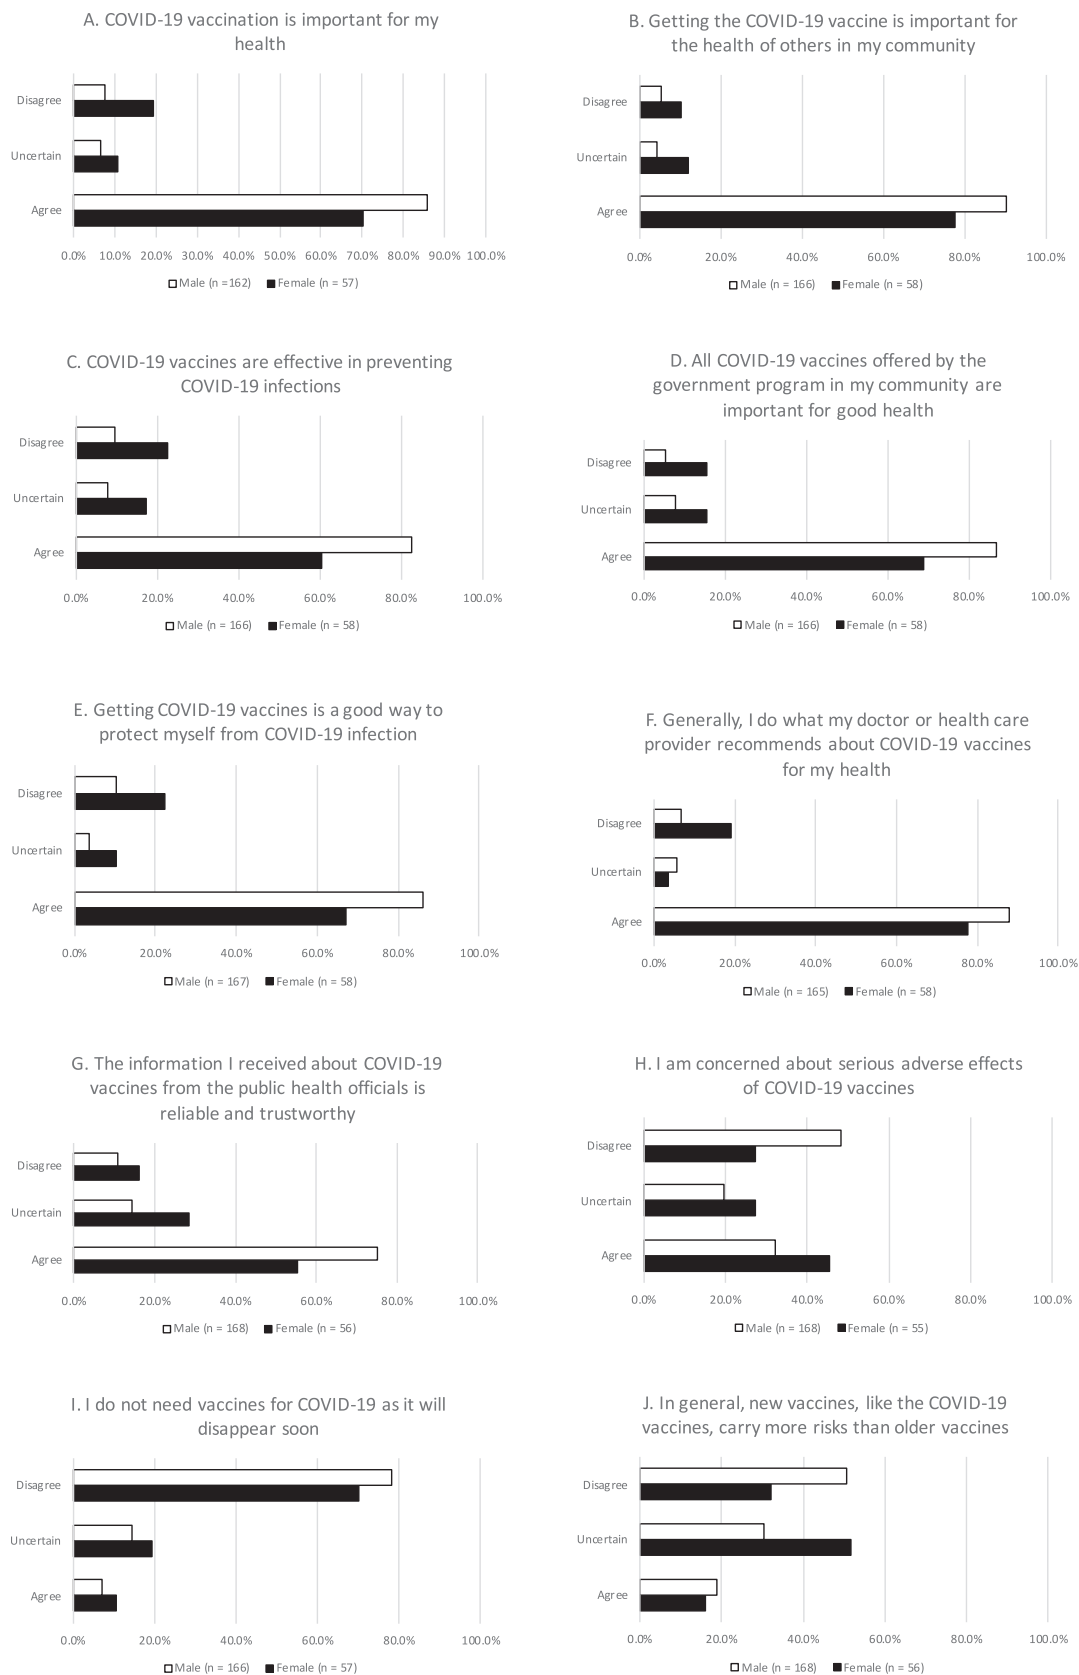 A. COVID-19 vaccination is important for my
health
Disagree
Uncertain
Agree
0.0% 10.0% 20.0% 30.0% 40.0% 50.0% 60.0% 70.0% 80.0% 90.0% 100.0%
Male (n =162) Female (n = 57)
B. Getting the COVID-19 vaccine is important for
the health of others in my community
Disagree
Uncertain
Agree
0.0% 20.0% 40.0% 60.0% 80.0% 100.0%
Male (n = 166) Female (n = 58)
C. COVID-19 vaccines are effective in preventing
COVID-19 infections
Disagree
Uncertain
Agree
0.0% 20.0% 40.0% 60.0% 80.0% 100.0%
Male (n = 166) Female (n = 58)
D. All COVID-19 vaccines offered by the
government program in my community are
important for good health
Disagree
Uncertain
Agree
0.0% 20.0% 40.0% 60.0% 80.0% 100.0%
Male (n = 166) Female (n = 58)
E. Getting COVID-19 vaccines is a good way to
protect myself from COVID-19 infection
Disagree
Uncertain
Agree
0.0% 20.0% 40.0% 60.0% 80.0% 100.0%
Male (n = 167) Female (n = 58)
F. Generally, I do what my doctor or health care
provider recommends about COVID-19 vaccines
for my health
Disagree
Uncertain
Agree
0.0% 20.0% 40.0% 60.0% 80.0% 100.0%
Male (n = 165) Female (n = 58)
G. The information I received about COVID-19
vaccines from the public health officials is
reliable and trustworthy
Disagree
Uncertain
Agree
0.0% 20.0% 40.0% 60.0% 80.0% 100.0%
Male (n = 168) Female (n = 56)
H. I am concerned about serious adverse effects
of COVID-19 vaccines
Disagree
Uncertain
Agree
0.0% 20.0% 40.0% 60.0% 80.0% 100.0%
Male (n = 168) Female (n = 55)
I. I do not need vaccines for COVID-19 as it will
disappear soon
Disagree
Uncertain
Agree
0.0% 20.0% 40.0% 60.0% 80.0% 100.0%
Male (n = 166) Female (n = 57)
J. In general, new vaccines, like the COVID-19
vaccines, carry more risks than older vaccines
Disagree
Uncertain
Agree
0.0% 20.0% 40.0% 60.0% 80.0% 100.0%
Male (n = 168) Female (n = 56)